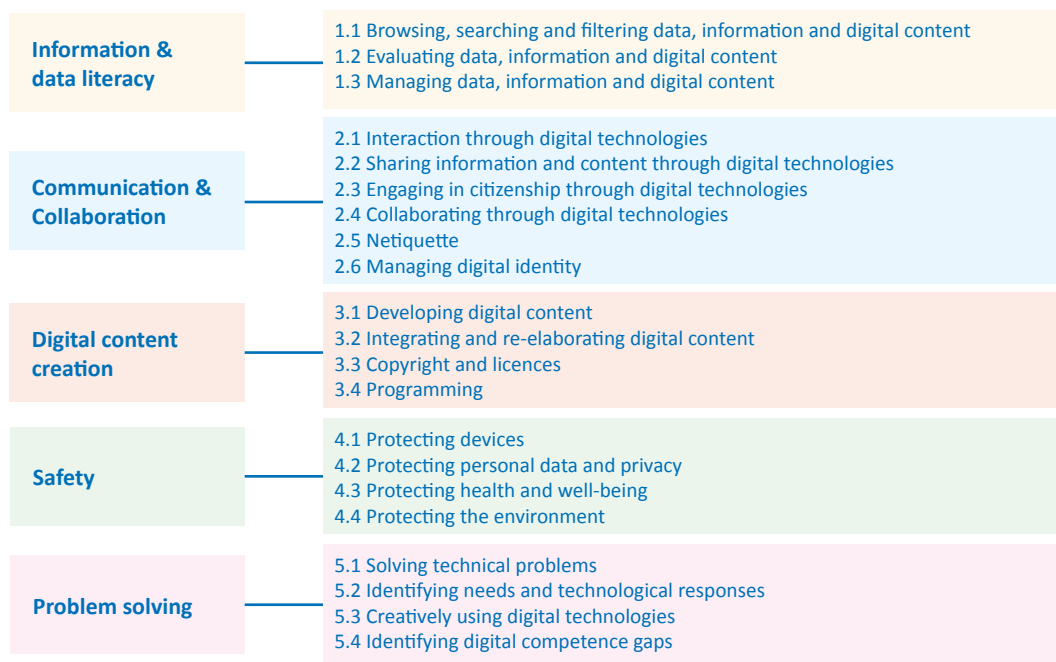 Information &
data literacy
1.1 Browsing, searching and filtering data, information and digital content
1.2 Evaluating data, information and digital content
1.3 Managing data, information and digital content
Communication &
Collaboration
2.1 Interaction through digital technologies
2.2 Sharing information and content through digital technologies
2.3 Engaging in citizenship through digital technologies
2.4 Collaborating through digital technologies
2.5 Netiquette
2.6 Managing digital identity
Digital content
creation
3.1 Developing digital content
3.2 Integrating and re-elaborating digital content
3.3 Copyright and licences
3.4 Programming
Safety
4.1 Protecting devices
4.2 Protecting personal data and privacy
4.3 Protecting health and well-being
4.4 Protecting the environment
Problem solving
5.1 Solving technical problems
5.2 Identifying needs and technological responses
5.3 Creatively using digital technologies
5.4 Identifying digital competence gaps